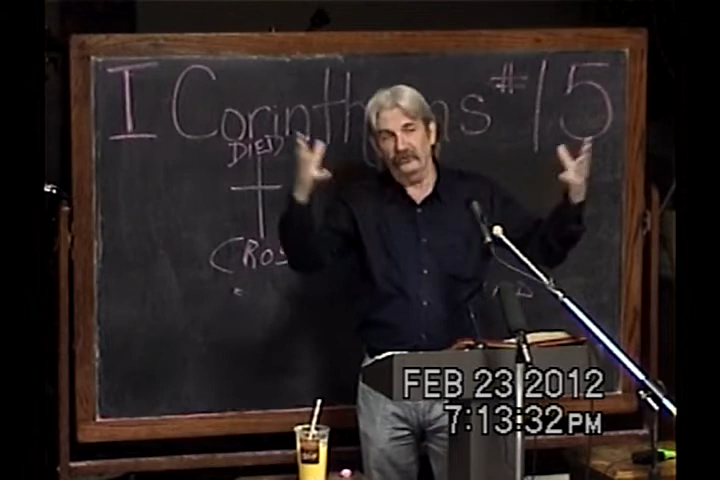 I Corinthians #15
DIED
CROS
FEB 23 2012
7:13:32 PM